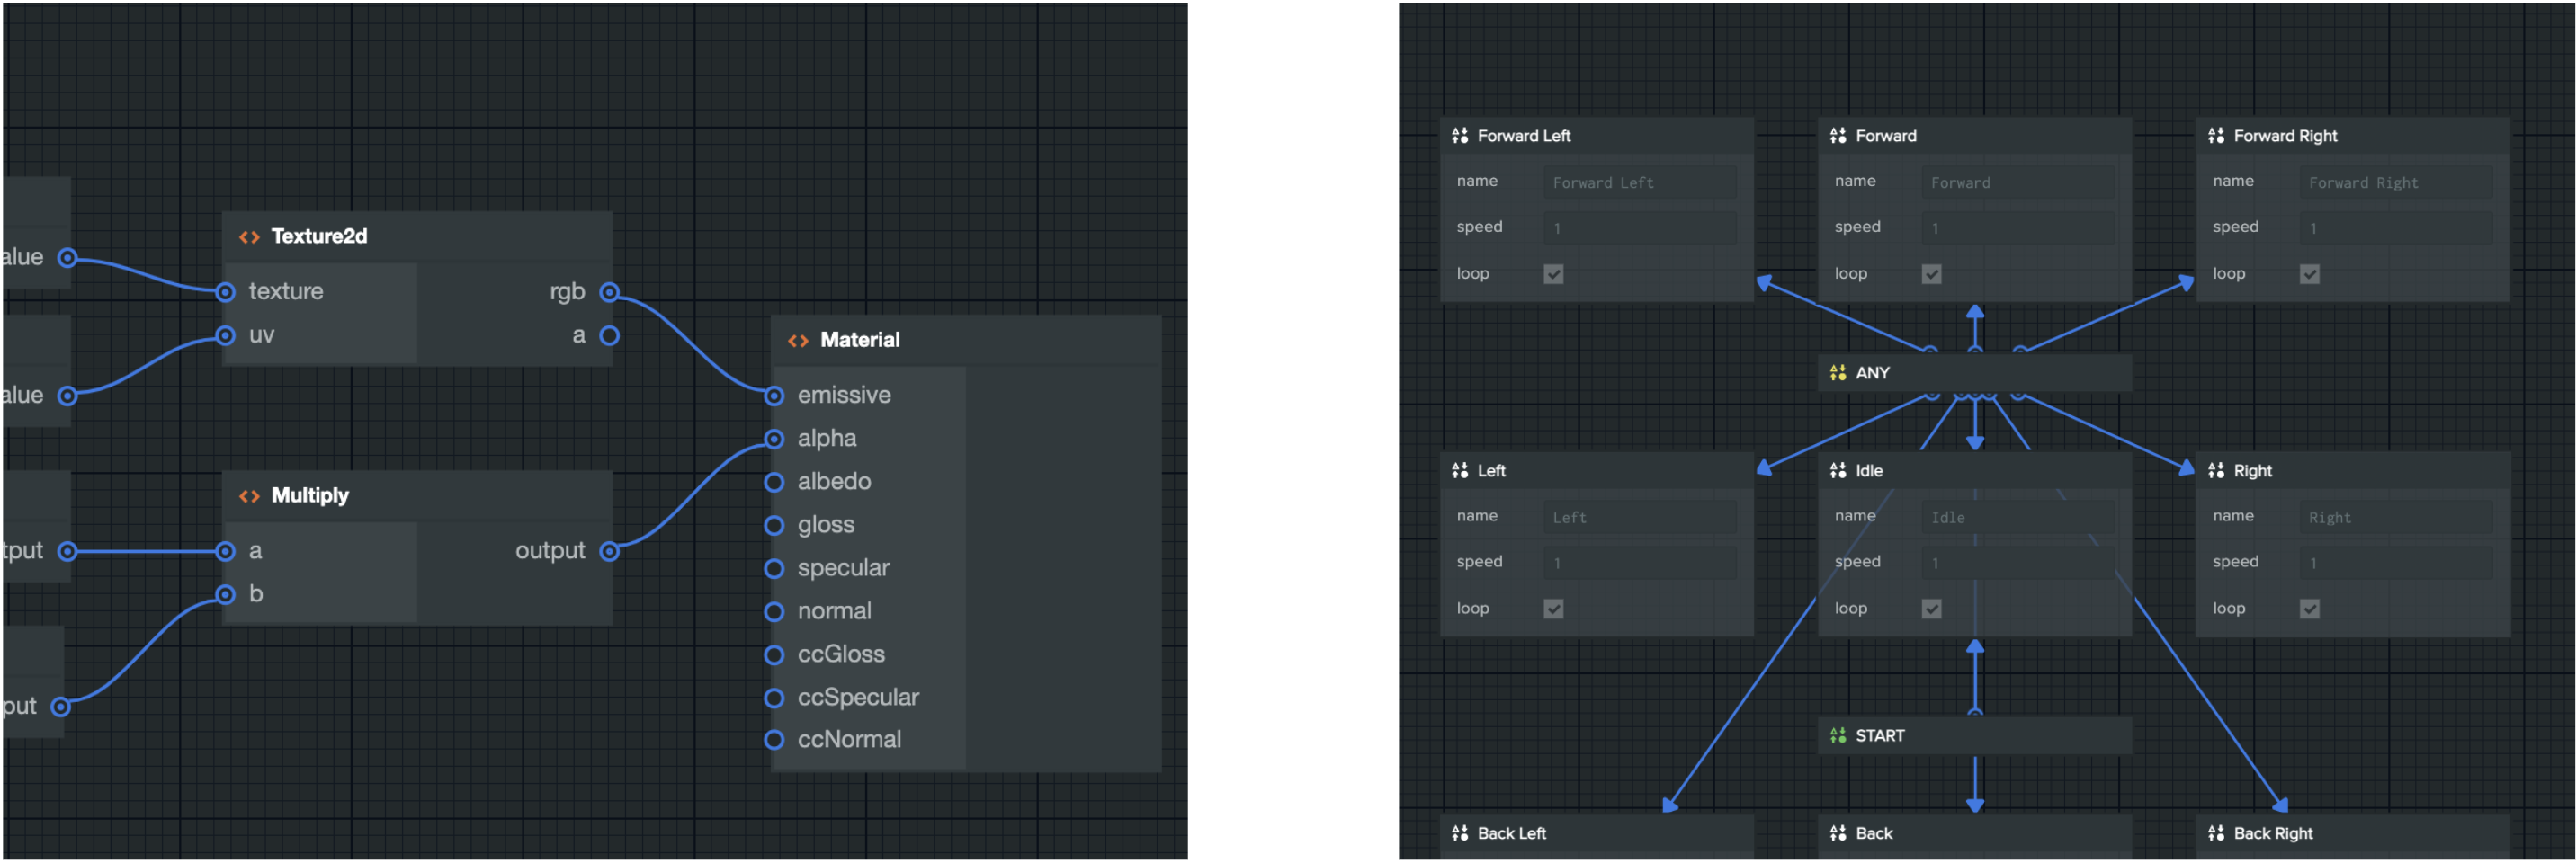 alue
alue
tput
put
Texture2d
texture
rgb
uv
a
Multiply
a
output
b
Material
emissive
alpha
albedo
gloss
specular
normal
ccGloss
ccSpecular
ccNormal
Forward Left
name Forward Left
speed 1
loop
Forward
name Forward
speed 1
loop
Forward Right
name Forward Right
speed 1
loop
ANY
Left
name Left
speed 1
loop
Idle
name Idle
speed 1
loop
Right
name Right
speed 1
loop
START
Back Left
Back
Back Right